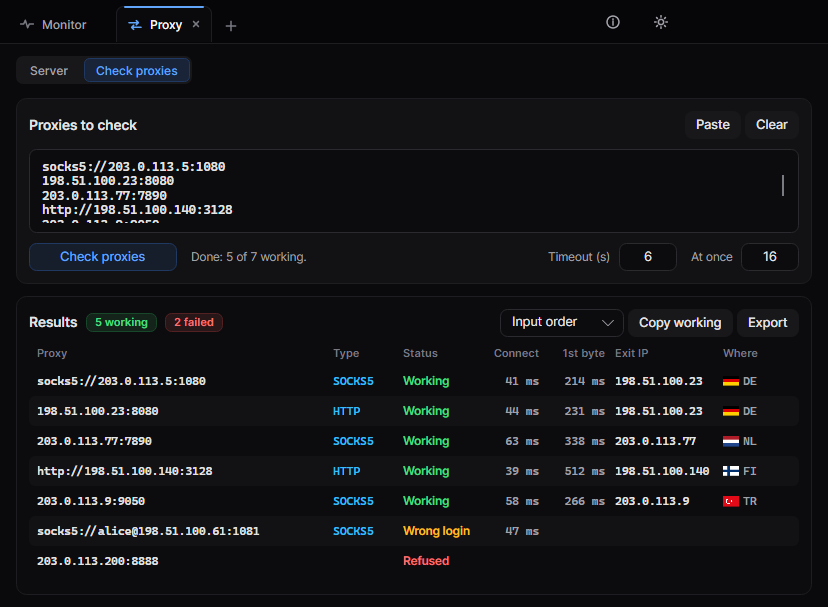 Monitor
Proxy
Server
Check proxies
Proxies to check
Paste
Clear
socks5://203.0.113.5:1080
198.51.100.23:8080
203.0.113.77:7890
http://198.51.100.140:3128
203.0.113.9:9050
Check proxies
Done: 5 of 7 working.
Timeout (s)
6
At once
16
Results
5 working
2 failed
Input order
Copy working
Export
Proxy Type Status Connect 1st byte Exit IP Where
socks5://203.0.113.5:1080 SOCKS5 Working 41 ms 214 ms 198.51.100.23 DE
198.51.100.23:8080 HTTP Working 44 ms 231 ms 198.51.100.23 DE
203.0.113.77:7890 SOCKS5 Working 63 ms 338 ms 203.0.113.77 NL
http://198.51.100.140:3128 HTTP Working 39 ms 512 ms 198.51.100.140 FI
203.0.113.9:9050 SOCKS5 Working 58 ms 266 ms 203.0.113.9 TR
socks5://alice@198.51.100.61:1081 SOCKS5 Wrong login 47 ms
203.0.113.200:8888 Refused